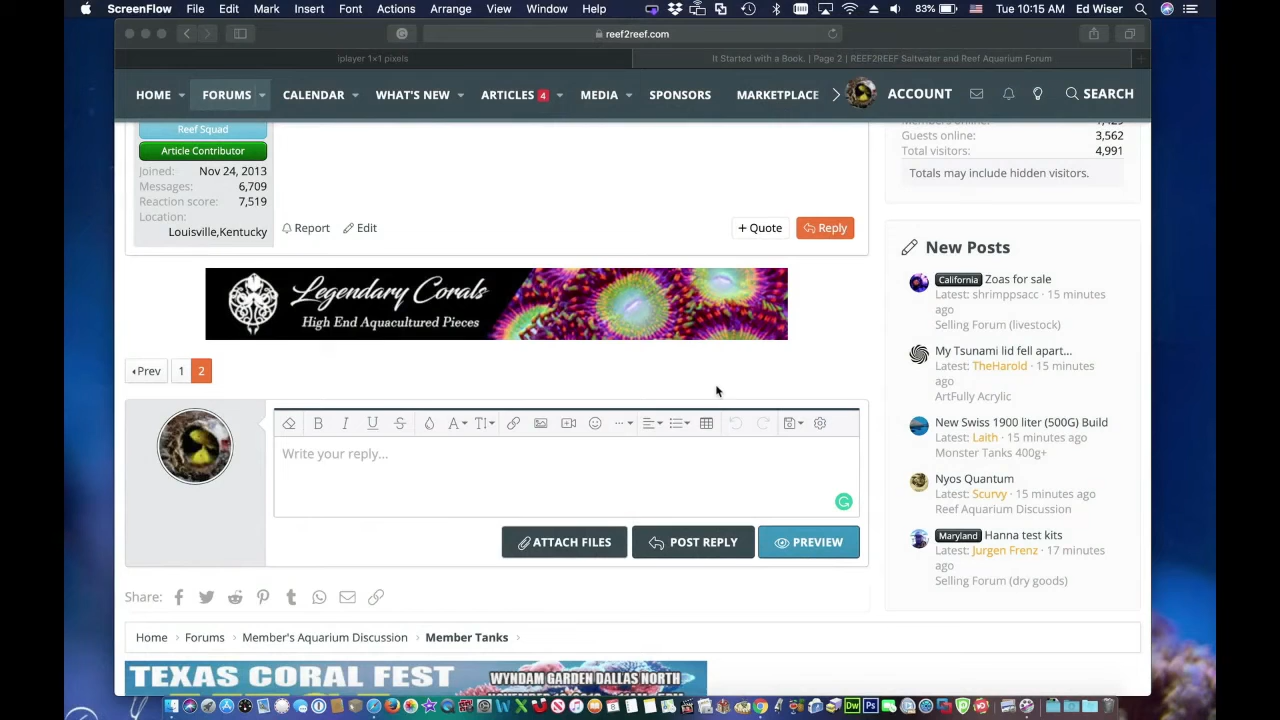 ScreenFlow File Edit Mark Insert Font Actions Arrange View Window Help 83% Tue 10:15 AM Ed Wiser
reef2reef.com
iplayer 1×1 pixels
It Started with a Book. | Page 2 | REEF2REEF Saltwater and Reef Aquarium Forum
HOME FORUMS CALENDAR WHAT'S NEW ARTICLES 4 MEDIA SPONSORS MARKETPLACE ACCOUNT SEARCH
Reef Squad
Article Contributor
Joined: Nov 24, 2013
Messages: 6,709
Reaction score: 7,519
Location:
Louisville,Kentucky
Report Edit
+ Quote Reply
Legendary Corals
High End Aquacultured Pieces
Prev 1 2
Write your reply...
ATTACH FILES POST REPLY PREVIEW
Share:
Home Forums Member's Aquarium Discussion Member Tanks
TEXAS CORAL FEST
WYNDAM GARDEN DALLAS NORTH
Guests online: 3,562
Total visitors: 4,991
Totals may include hidden visitors.
New Posts
California Zoas for sale
Latest: shrimppsacc · 15 minutes
ago
Selling Forum (livestock)
My Tsunami lid fell apart...
Latest: TheHarold · 15 minutes
ago
ArtFully Acrylic
New Swiss 1900 liter (500G) Build
Latest: Laith · 15 minutes ago
Monster Tanks 400g+
Nyos Quantum
Latest: Scurvy · 15 minutes ago
Reef Aquarium Discussion
Maryland Hanna test kits
Latest: Jurgen Frenz · 17 minutes
ago
Selling Forum (dry goods)